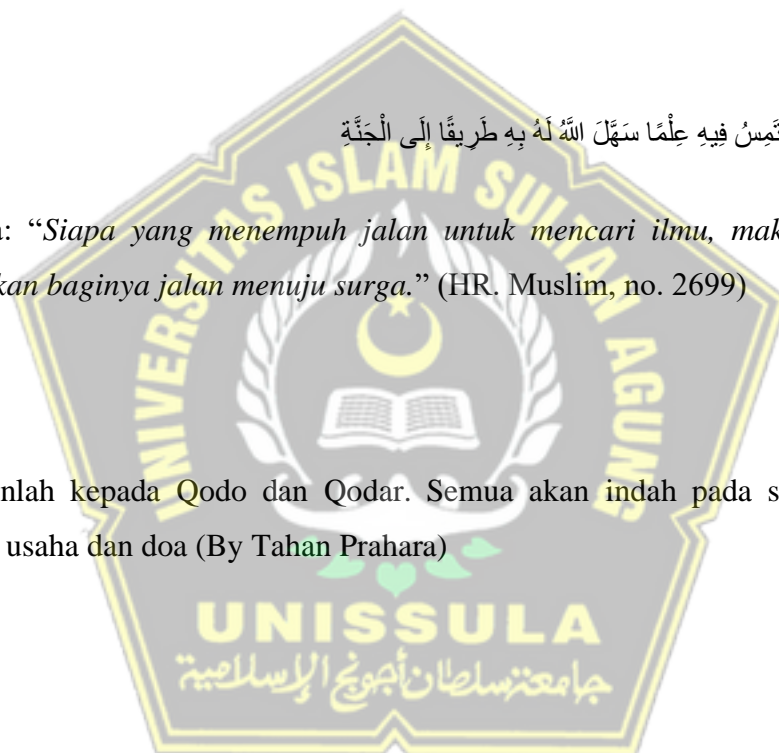 تَمِسُ فِيهِ عِلْمًا سَهَّلَ اللَّهُ لَهُ بِهِ طَرِيقًا إِلَى الْجَنَّةِ
a: “Siapa yang menempuh jalan untuk mencari ilmu, mak
kan baginya jalan menuju surga.” (HR. Muslim, no. 2699)
nlah kepada Qodo dan Qodar. Semua akan indah pada s
usaha dan doa (By Tahan Prahara)
UNIVERSITAS ISLAM SULTAN AGUNG
UNISSULA
جامعة سلطان أجونج الإسلامية